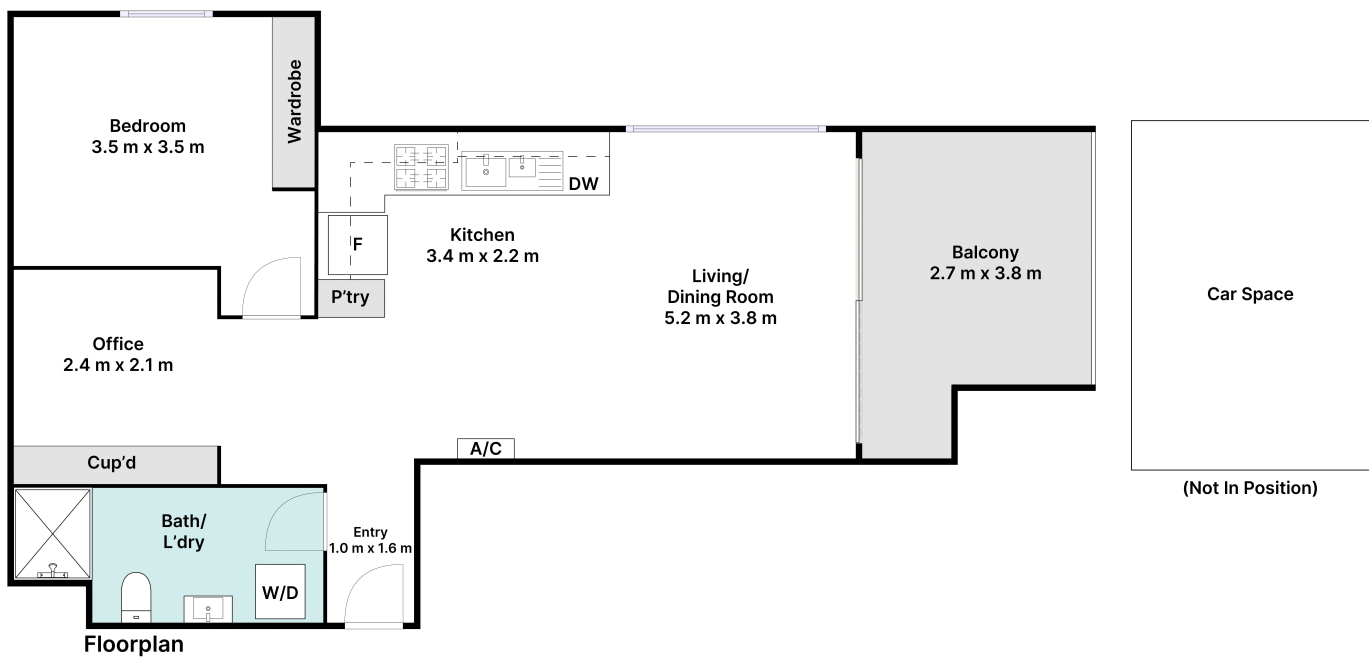 Bedroom
3.5 m x 3.5 m
Wardrobe
DW
F
P'try
Kitchen
3.4 m x 2.2 m
Living/
Dining Room
5.2 m x 3.8 m
Balcony
2.7 m x 3.8 m
Car Space
(Not In Position)
Office
2.4 m x 2.1 m
Cup'd
A/C
Bath/
L'dry
W/D
Entry
1.0 m x 1.6 m
Floorplan